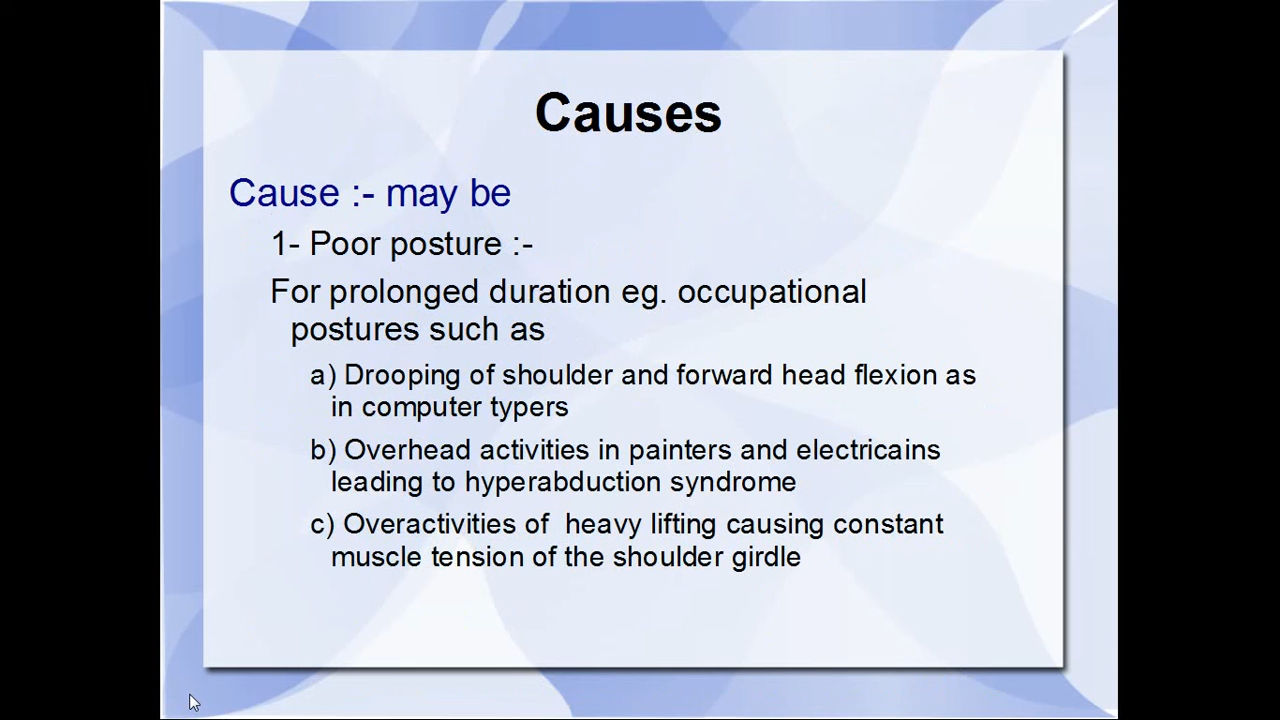 Causes
Cause :- may be
1- Poor posture :-
For prolonged duration eg. occupational
postures such as
a) Drooping of shoulder and forward head flexion as
in computer typers
b) Overhead activities in painters and electricains
leading to hyperabduction syndrome
c) Overactivities of  heavy lifting causing constant
muscle tension of the shoulder girdle